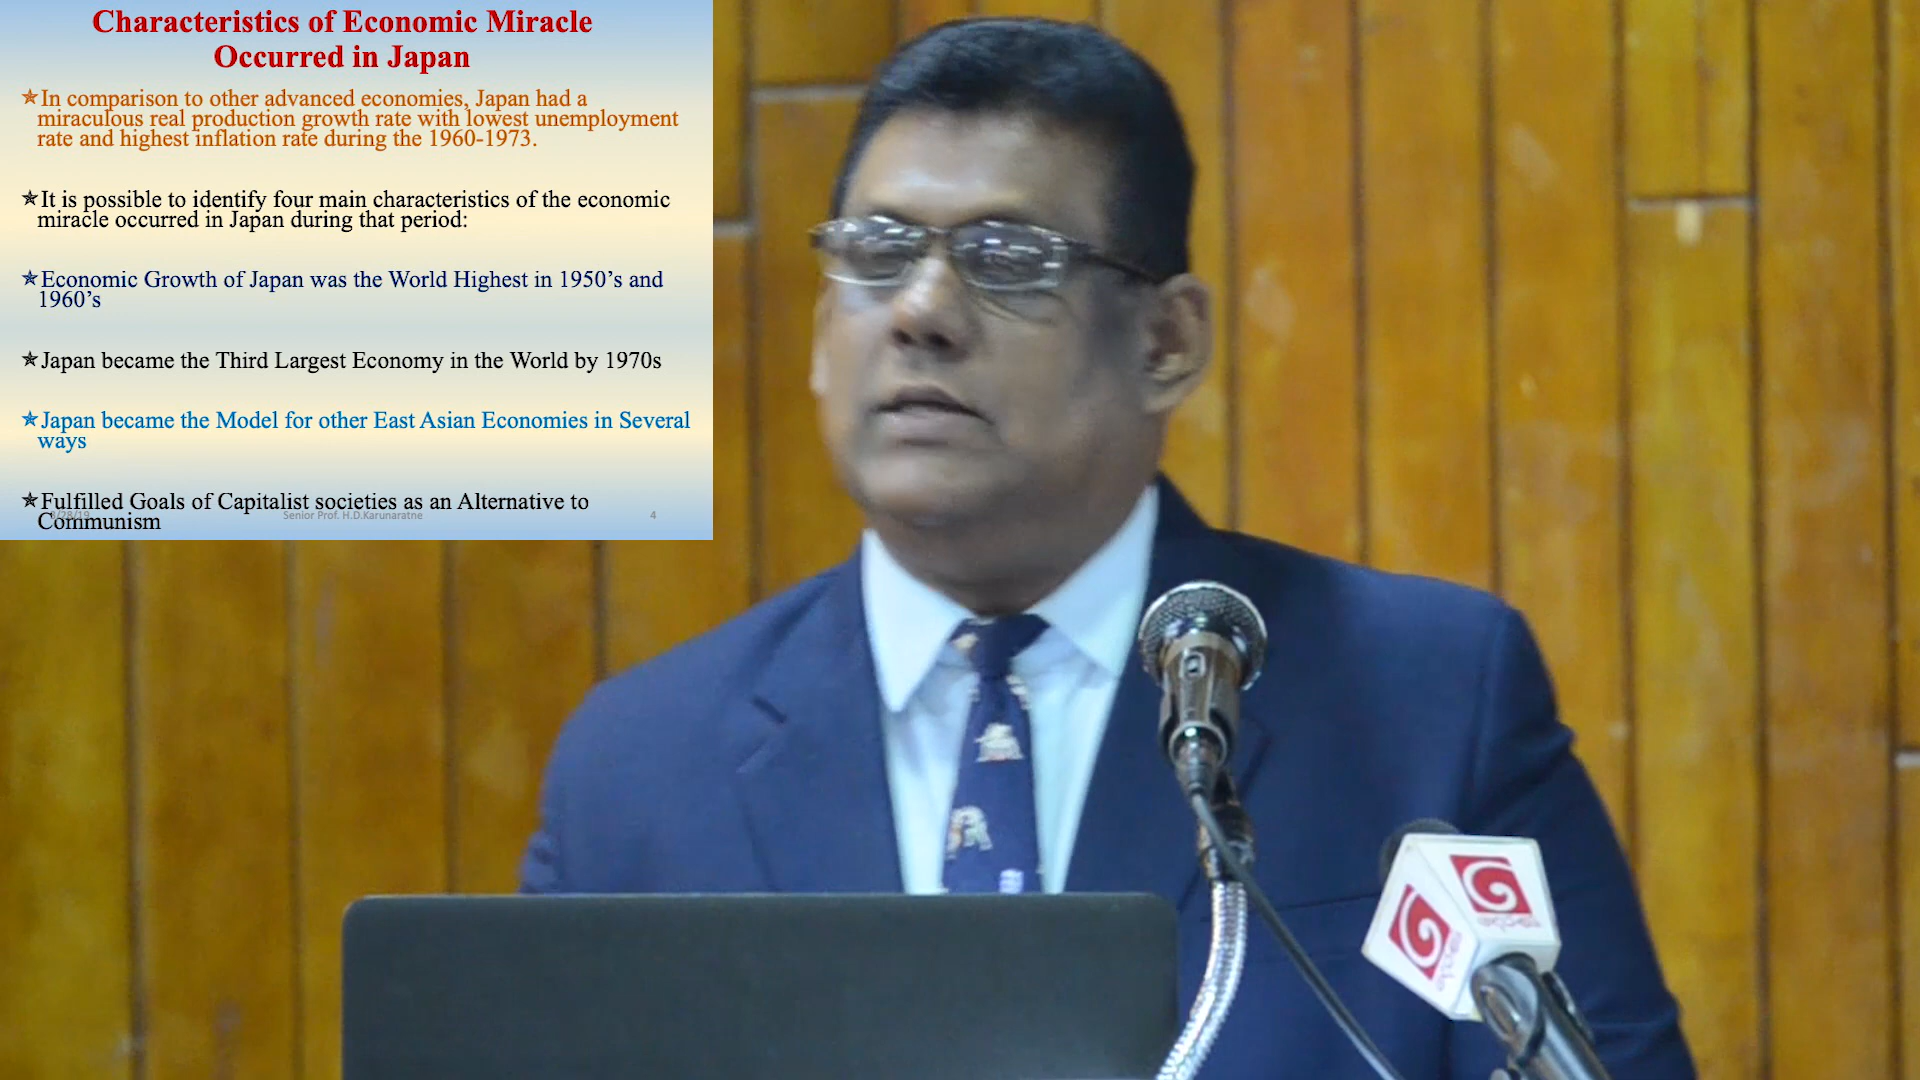 Characteristics of Economic Miracle
Occurred in Japan
✯In comparison to other advanced economies, Japan had a
miraculous real production growth rate with lowest unemployment
rate and highest inflation rate during the 1960-1973.
✯It is possible to identify four main characteristics of the economic
miracle occurred in Japan during that period:
✯Economic Growth of Japan was the World Highest in 1950’s and
1960’s
✯Japan became the Third Largest Economy in the World by 1970s
✯Japan became the Model for other East Asian Economies in Several
ways
✯Fulfilled Goals of Capitalist societies as an Alternative to
Communism
Senior Prof. H.D.Karunaratne
4